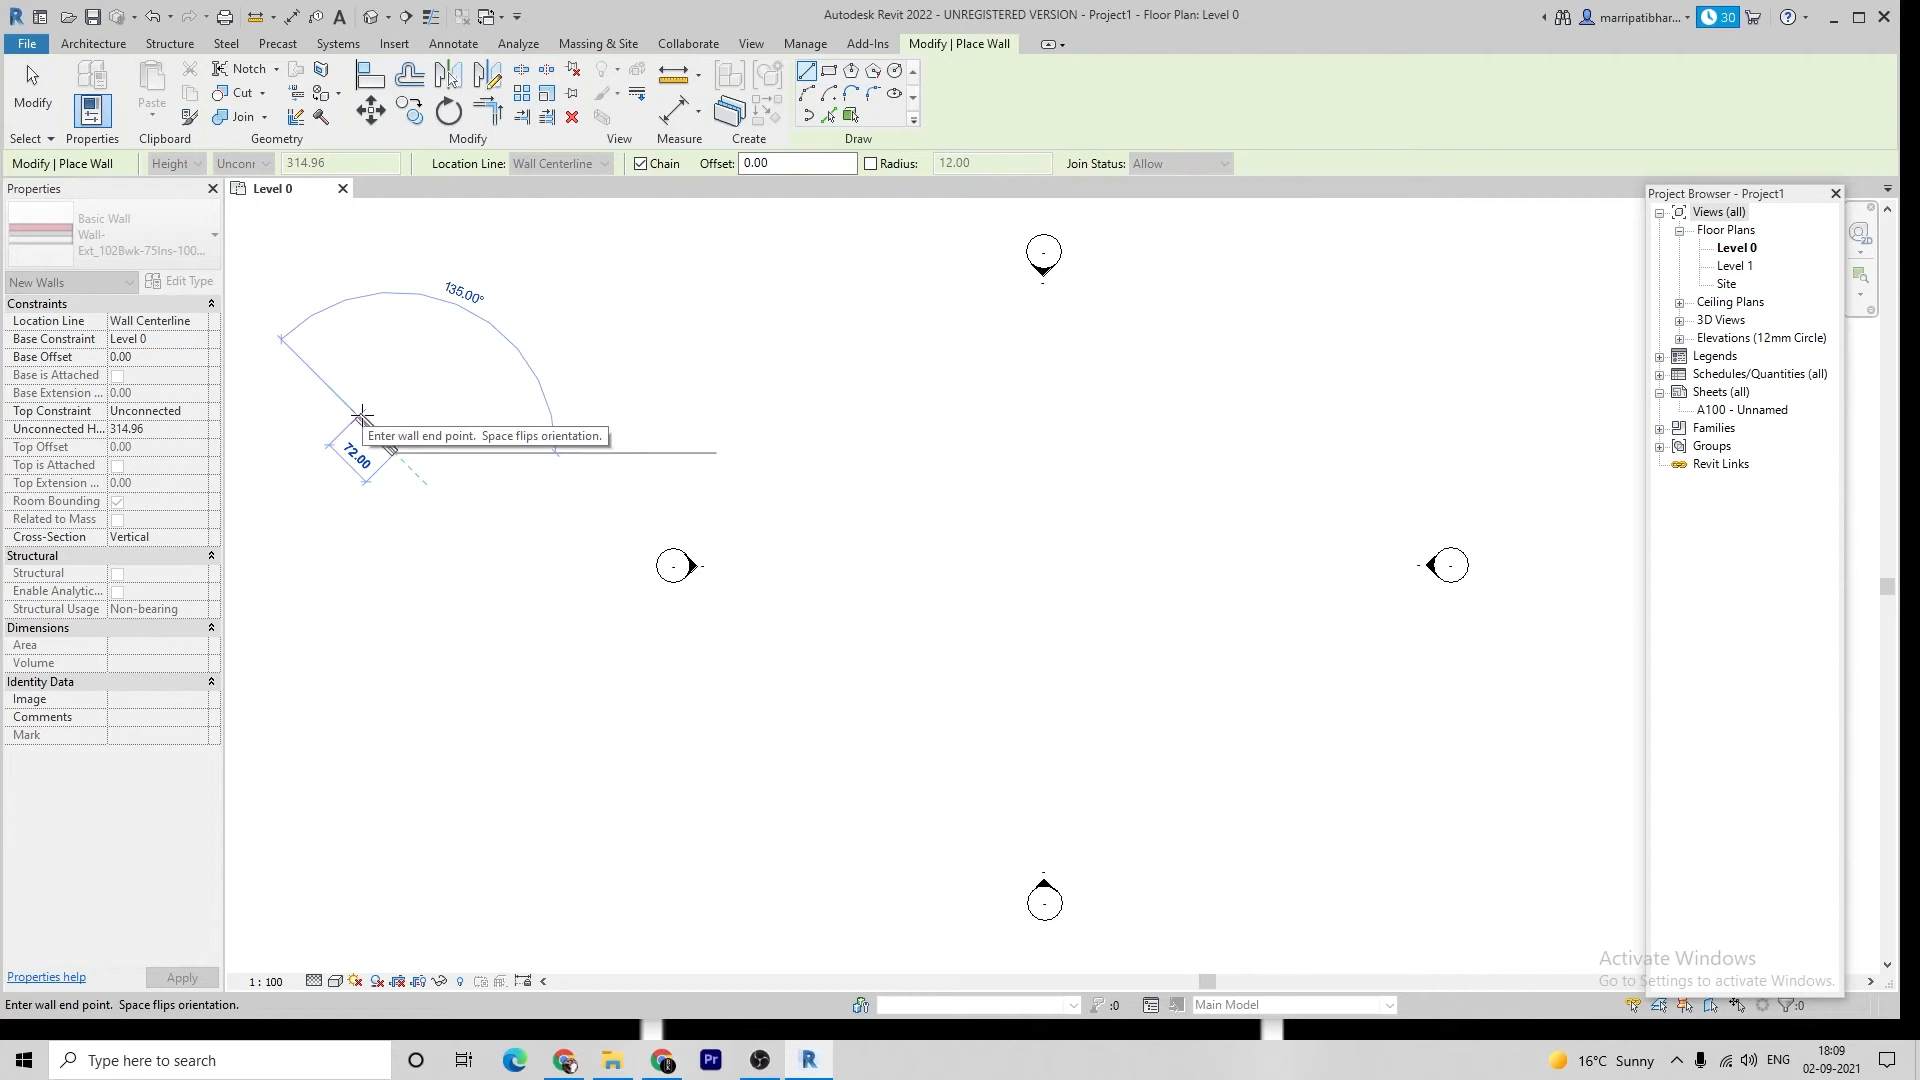 Autodesk Revit 2022 - UNREGISTERED VERSION - Project1 - Floor Plan: Level 0
marripatibhar...
30
File Architecture Structure Steel Precast Systems Insert Annotate Analyze Massing & Site Collaborate View Manage Add-Ins Modify | Place Wall
Modify
Paste
Notch
Cut
Join
Select Properties Clipboard Geometry Modify View Measure Create Draw
Modify | Place Wall Height Unconr 314.96 Location Line: Wall Centerline Chain Offset: 0.00 Radius: 12.00 Join Status: Allow
Properties
Level 0
Project Browser - Project1
Basic Wall
Wall-
Ext_102Bwk-75Ins-100...
New Walls
Edit Type
Constraints
Location Line Wall Centerline
Base Constraint Level 0
Base Offset 0.00
Base is Attached
Base Extension ... 0.00
Top Constraint Unconnected
Unconnected H... 314.96
Top Offset 0.00
Top is Attached
Top Extension ... 0.00
Room Bounding
Related to Mass
Cross-Section Vertical
Structural
Structural
Enable Analytic...
Structural Usage Non-bearing
Dimensions
Area
Volume
Identity Data
Image
Comments
Mark
Properties help
Apply
135.00°
Enter wall end point. Space flips orientation.
72.00
Views (all)
Floor Plans
Level 0
Level 1
Site
Ceiling Plans
3D Views
Elevations (12mm Circle)
Legends
Schedules/Quantities (all)
Sheets (all)
A100 - Unnamed
Families
Groups
Revit Links
2D
Activate Windows
Go to Settings to activate Windows.
1 : 100
Enter wall end point. Space flips orientation.
:0
Main Model
:0
Type here to search
Pr
R
16°C Sunny
ENG
18:09
02-09-2021